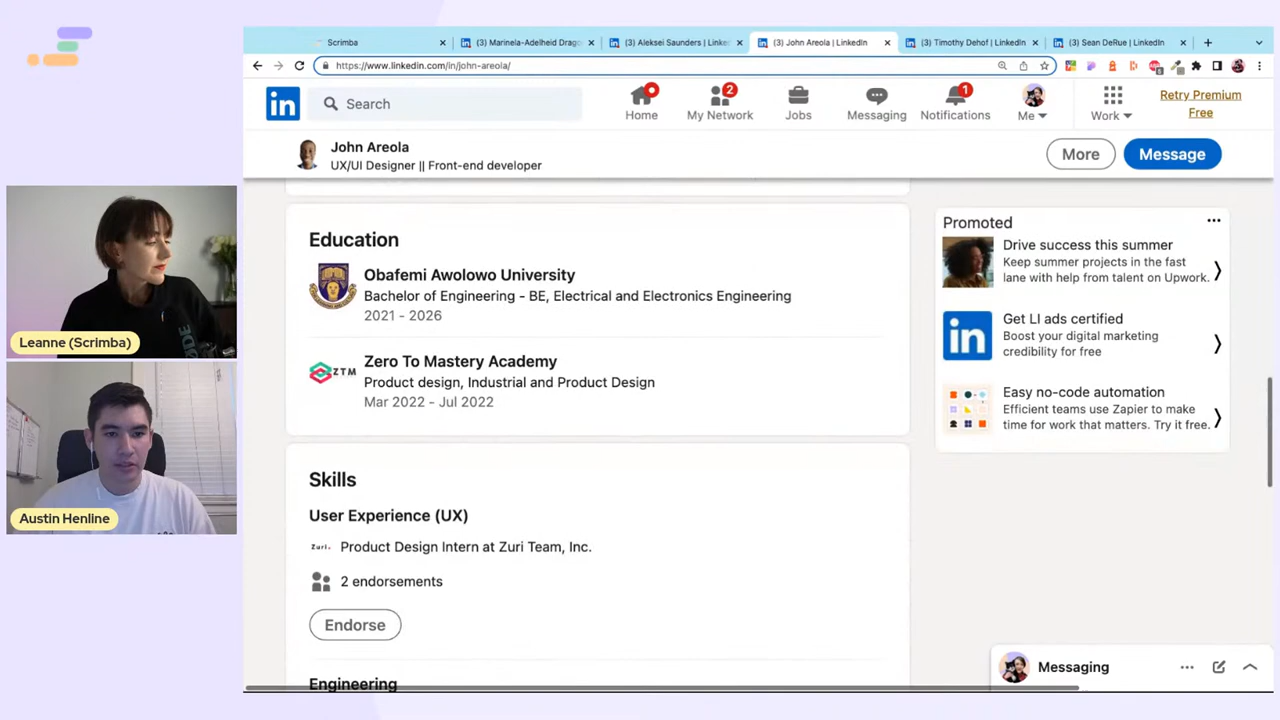 Scrimba
(3) Marinela-Adelheid Drago
(3) Aleksei Saunders | Linke
(3) John Areola | LinkedIn
(3) Timothy Dehof | LinkedIn
(3) Sean DeRue | LinkedIn
https://www.linkedin.com/in/john-areola/
in
Search
Home
2
My Network
Jobs
Messaging
1
Notifications
Me
Work
Retry Premium
Free
John Areola
UX/UI Designer || Front-end developer
More
Message
Education
Obafemi Awolowo University
Bachelor of Engineering - BE, Electrical and Electronics Engineering
2021 - 2026
ZTM
Zero To Mastery Academy
Product design, Industrial and Product Design
Mar 2022 - Jul 2022
Skills
User Experience (UX)
Zuri.
Product Design Intern at Zuri Team, Inc.
2 endorsements
Endorse
Engineering
Promoted
Drive success this summer
Keep summer projects in the fast
lane with help from talent on Upwork.
in
Get LI ads certified
Boost your digital marketing
credibility for free
Easy no-code automation
Efficient teams use Zapier to make
time for work that matters. Try it free.
Messaging
Leanne (Scrimba)
Austin Henline